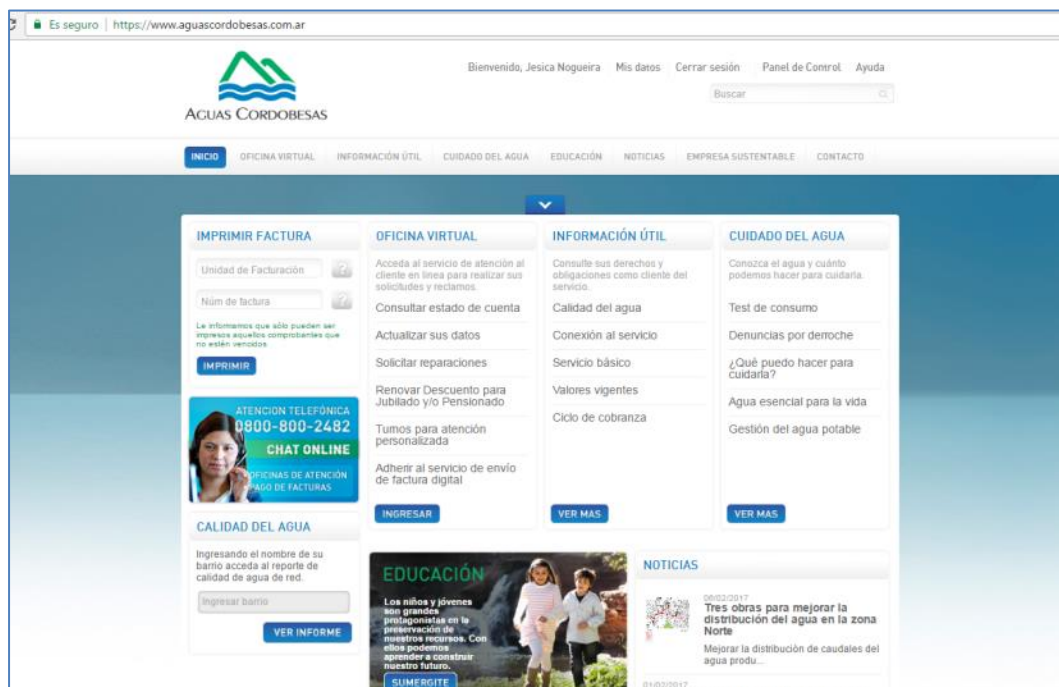 Es seguro | https://www.aguascordobesas.com.ar
Bienvenido, Jesica Nogueira Mis datos Cerrar sesión Panel de Control Ayuda
Buscar
AGUAS CORDOBESAS
INICIO OFICINA VIRTUAL INFORMACIÓN ÚTIL CUIDADO DEL AGUA EDUCACIÓN NOTICIAS EMPRESA SUSTENTABLE CONTACTO
IMPRIMIR FACTURA
Unidad de Facturación ?
Núm de factura ?
Le informamos que sólo pueden ser
impresos aquellos comprobantes que
no estén vencidos
IMPRIMIR
ATENCION TELEFÓNICA
0800-800-2482
CHAT ONLINE
OFICINAS DE ATENCIÓN
PAGO DE FACTURAS
CALIDAD DEL AGUA
Ingresando el nombre de su
barrio acceda al reporte de
calidad de agua de red.
Ingresar barrio
VER INFORME
OFICINA VIRTUAL
Acceda al servicio de atención al
cliente en linea para realizar sus
solicitudes y reclamos.
Consultar estado de cuenta
Actualizar sus datos
Solicitar reparaciones
Renovar Descuento para
Jubilado y/o Pensionado
Turnos para atención
personalizada
Adherir al servicio de envío
de factura digital
INGRESAR
INFORMACIÓN ÚTIL
Consulte sus derechos y
obligaciones como cliente del
servicio.
Calidad del agua
Conexión al servicio
Servicio básico
Valores vigentes
Ciclo de cobranza
VER MAS
CUIDADO DEL AGUA
Conozca el agua y cuánto
podemos hacer para cuidarla.
Test de consumo
Denuncias por derroche
¿Qué puedo hacer para
cuidarla?
Agua esencial para la vida
Gestión del agua potable
VER MAS
EDUCACIÓN
Los niños y jóvenes
son grandes
protagonistas en la
preservación de
nuestros recursos. Con
ellos podemos
aprender a construir
nuestro futuro.
SUMERGITE
NOTICIAS
06/02/2017
Tres obras para mejorar la
distribución del agua en la zona
Norte
Mejorar la distribución de caudales del
agua produ...
01/02/2017